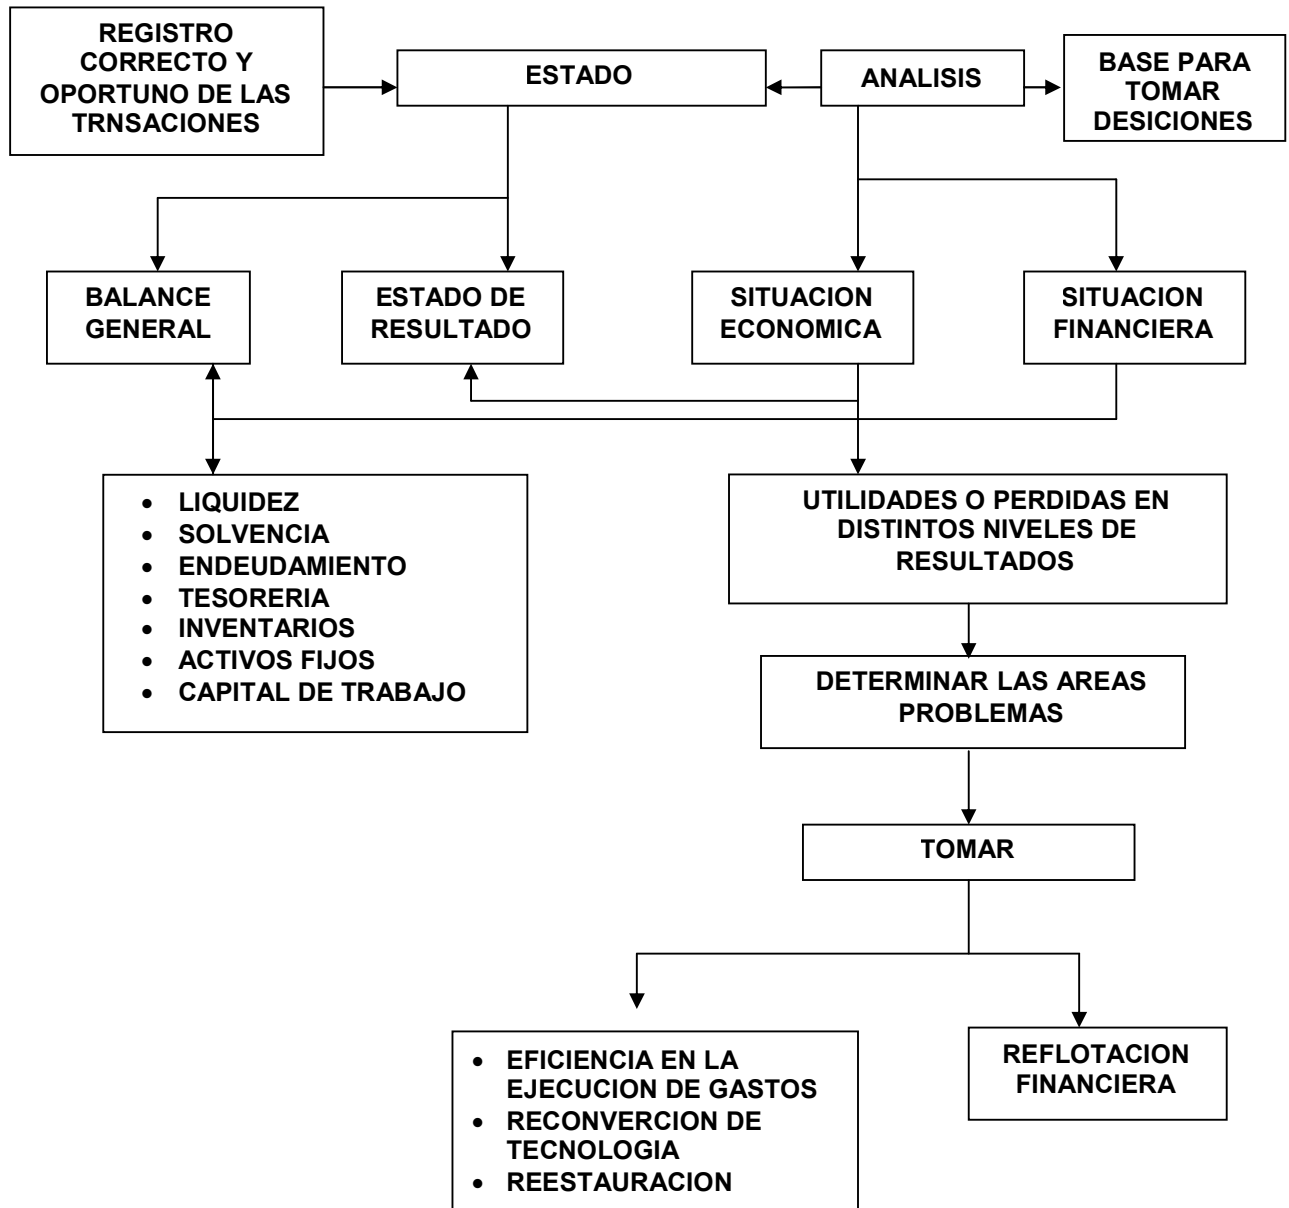 REGISTRO
CORRECTO Y
OPORTUNO DE LAS
TRNSACIONES
ESTADO
ANALISIS
BASE PARA
TOMAR
DESICIONES
BALANCE
GENERAL
ESTADO DE
RESULTADO
SITUACION
ECONOMICA
SITUACION
FINANCIERA
• LIQUIDEZ
• SOLVENCIA
• ENDEUDAMIENTO
• TESORERIA
• INVENTARIOS
• ACTIVOS FIJOS
• CAPITAL DE TRABAJO
UTILIDADES O PERDIDAS EN
DISTINTOS NIVELES DE
RESULTADOS
DETERMINAR LAS AREAS
PROBLEMAS
TOMAR
• EFICIENCIA EN LA
EJECUCION DE GASTOS
• RECONVERCION DE
TECNOLOGIA
• REESTAURACION
REFLOTACION
FINANCIERA